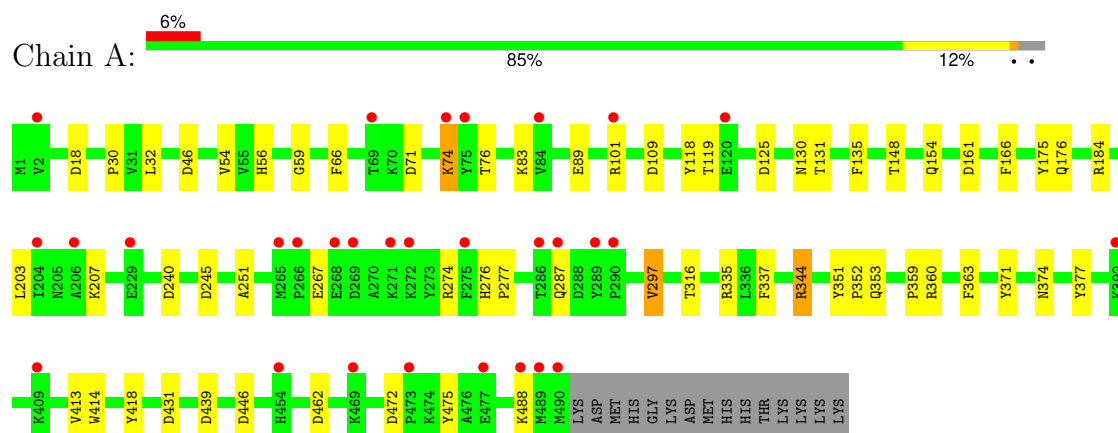 6%
Chain A:
85% 12% • •
M1 V2 D18 P30 V31 L32 D46 V54 V55 H56 G59 F66 T69 K70 D71 K74 Y75 T76 K83 V84 E89 R101 D109 Y118 T119 E120 D125 N130 T131 F135 T148 Q154 D161 F166 Y175 Q176 R184
L203 I204 N205 A206 K207 E229 D240 D245 A251 M265 P266 E267 E268 D269 A270 K271 K272 Y273 R274 F275 H276 P277 T286 Q287 D288 Y289 P290 V297 T316 R335 L336 F337 R344 Y351 P352 Q353 P359 R360 F363 Y371 N374 Y377
K409 V413 W414 Y418 D431 D439 D446 H454 D462 K469 D472 P473 K474 Y475 A476 E477 K488 M489 M490 LYS ASP MET HIS GLY LYS ASP MET HIS HIS THR LYS LYS LYS LYS